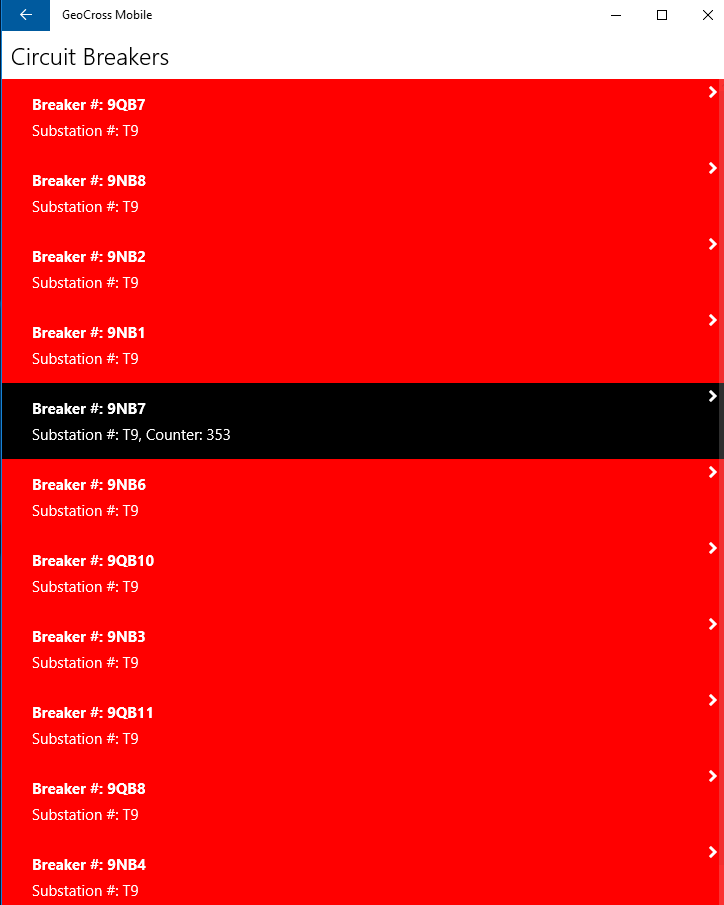 GeoCross Mobile
Circuit Breakers
Breaker #: 9QB7
Substation #: T9
Breaker #: 9NB8
Substation #: T9
Breaker #: 9NB2
Substation #: T9
Breaker #: 9NB1
Substation #: T9
Breaker #: 9NB7
Substation #: T9, Counter: 353
Breaker #: 9NB6
Substation #: T9
Breaker #: 9QB10
Substation #: T9
Breaker #: 9NB3
Substation #: T9
Breaker #: 9QB11
Substation #: T9
Breaker #: 9QB8
Substation #: T9
Breaker #: 9NB4
Substation #: T9